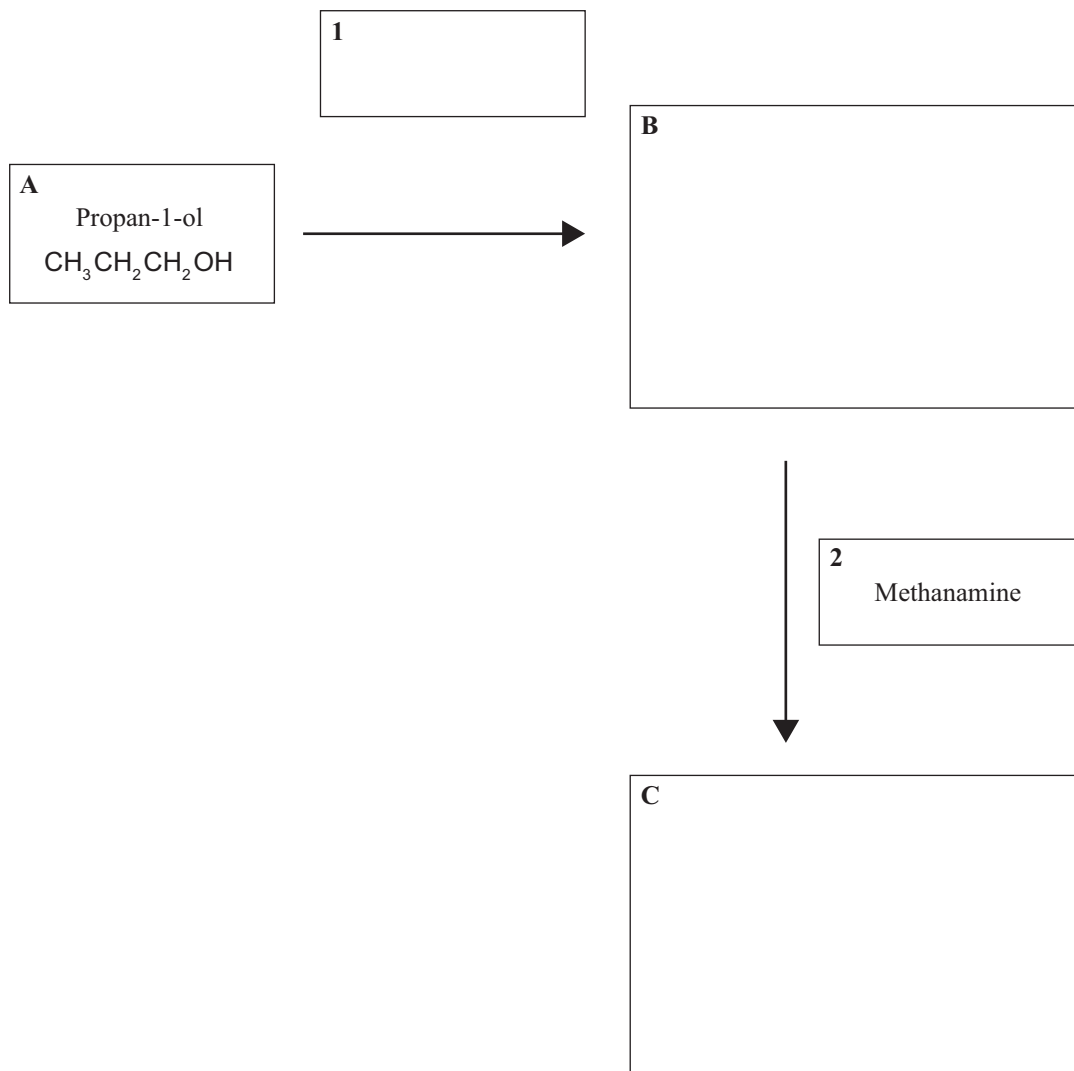 1
B
A
Propan-1-ol
CH₃CH₂CH₂OH
2
Methanamine
C